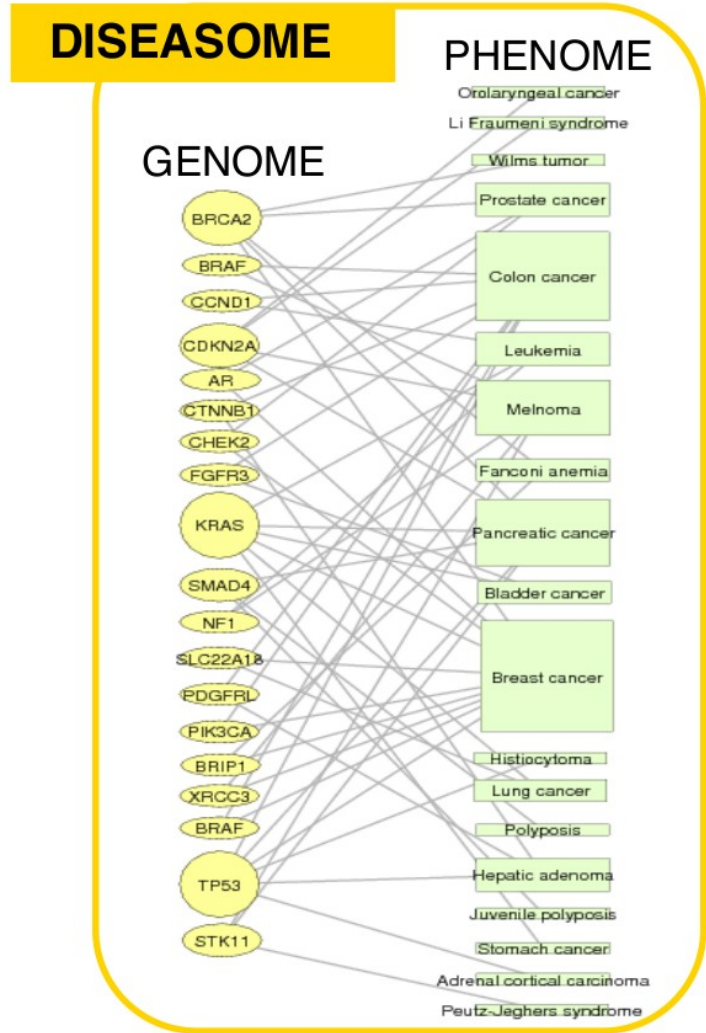 DISEASOME
PHENOME
Orolaryngeal cancer
Li Fraumeni syndrome
Wilms tumor
Prostate cancer
Colon cancer
Leukemia
Melnoma
Fanconi anemia
Pancreatic cancer
Bladder cancer
Breast cancer
Histiocytoma
Lung cancer
Polyposis
Hepatic adenoma
Juvenile polyposis
Stomach cancer
Adrenal cortical carcinoma
Peutz-Jeghers syndrome
GENOME
BRCA2
BRAF
CCND1
CDKN2A
AR
CTNNB1
CHEK2
FGFR3
KRAS
SMAD4
NF1
SLC22A18
PDGFRL
PIK3CA
BRIP1
XRCC3
BRAF
TP53
STK11